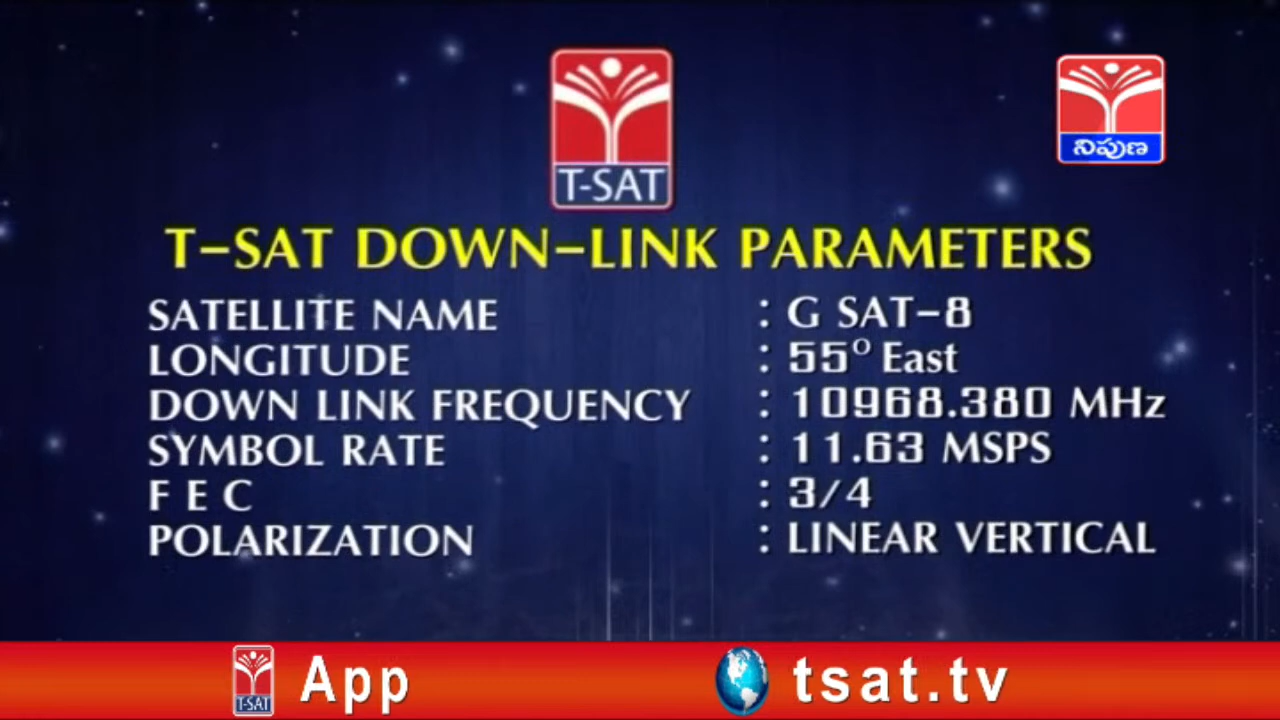 T-SAT
నిపుణ
T-SAT DOWN-LINK PARAMETERS
SATELLITE NAME : G SAT-8
LONGITUDE : 55° East
DOWN LINK FREQUENCY : 10968.380 MHz
SYMBOL RATE : 11.63 MSPS
F E C : 3/4
POLARIZATION : LINEAR VERTICAL
T-SAT App tsat.tv